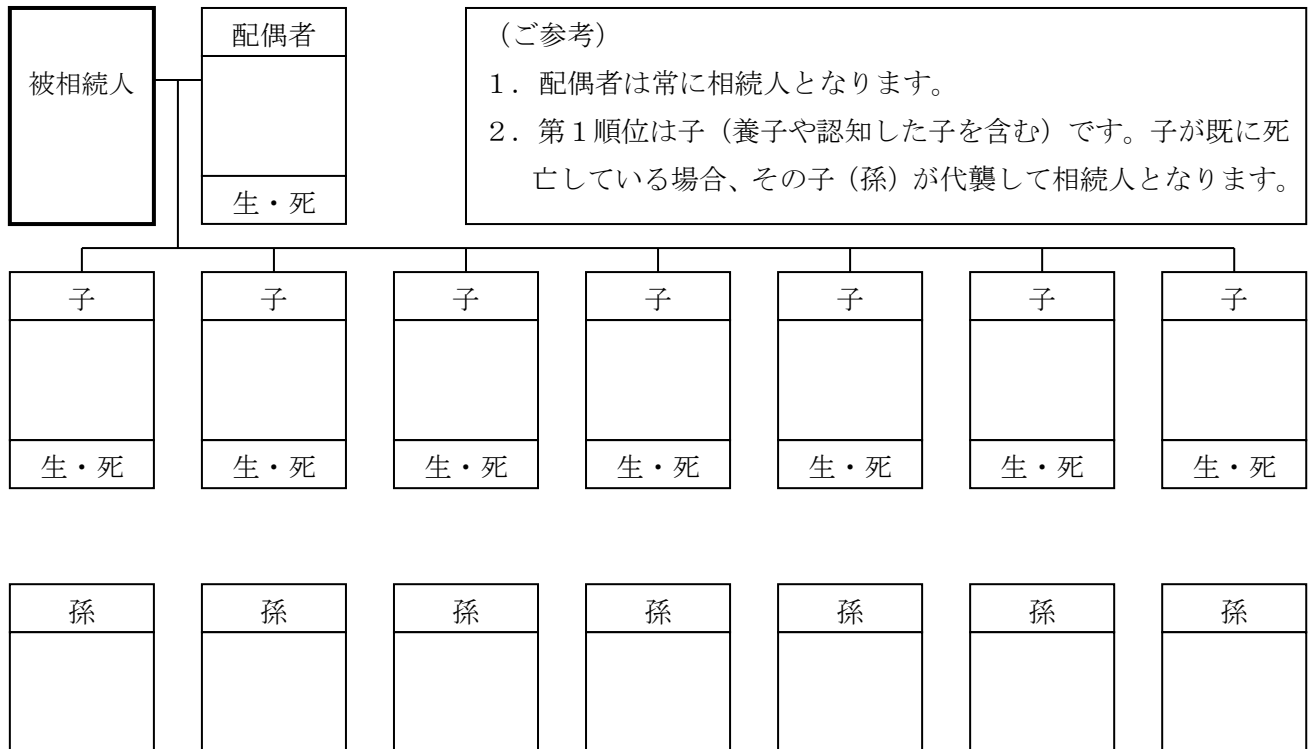 配偶者
被相続人
生・死
（ご参考）
１．配偶者は常に相続人となります。
２．第１順位は子（養子や認知した子を含む）です。子が既に死
亡している場合、その子（孫）が代襲して相続人となります。
子 子 子 子 子 子 子
生・死 生・死 生・死 生・死 生・死 生・死 生・死
孫 孫 孫 孫 孫 孫 孫